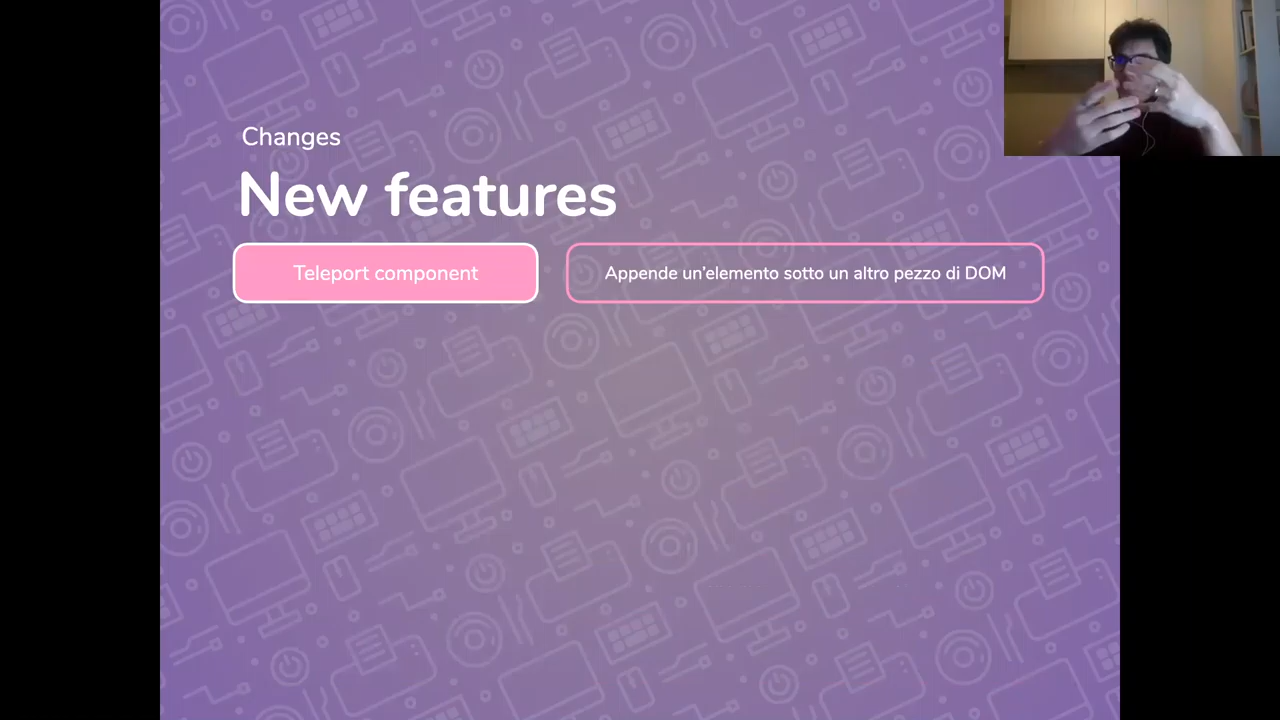 Changes
New features
Teleport component
Appende un'elemento sotto un altro pezzo di DOM